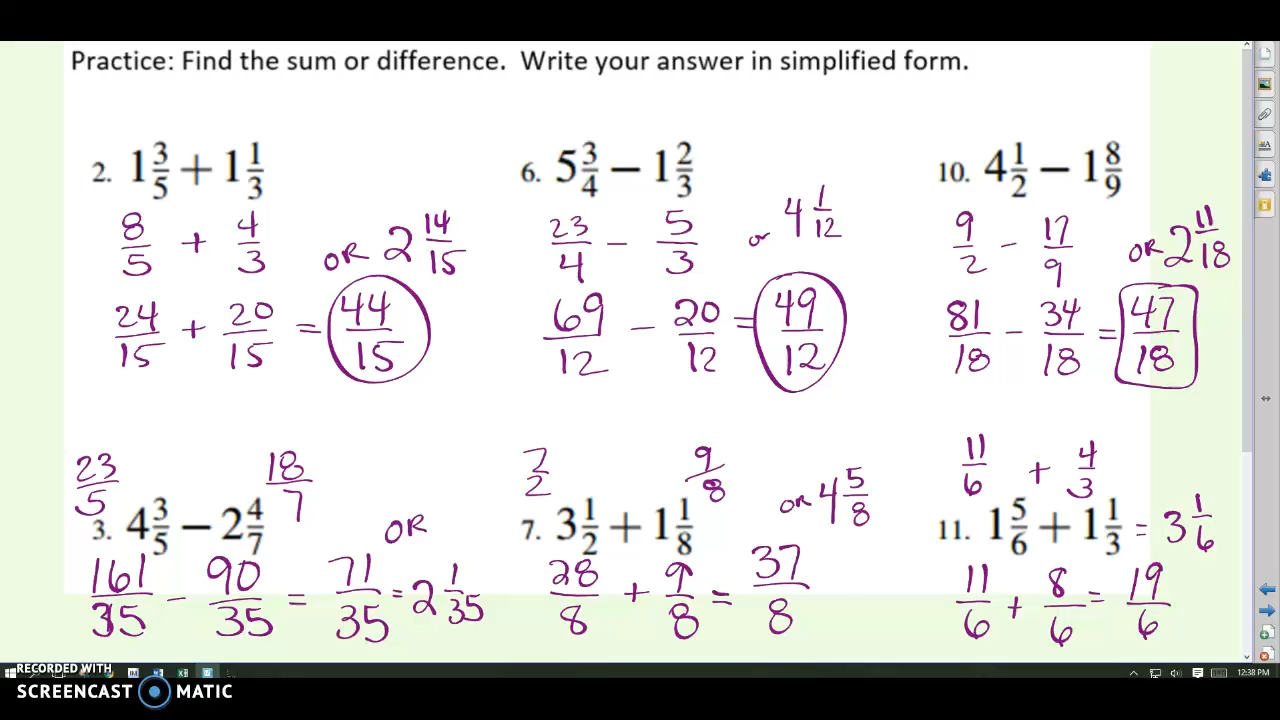 Practice: Find the sum or difference. Write your answer in simplified form.
2. 1 3/5 + 1 1/3
8/5 + 4/3
OR 2 14/15
24/15 + 20/15 = 44/15
6. 5 3/4 − 1 2/3
23/4 − 5/3
or 4 1/12
69/12 − 20/12 = 49/12
10. 4 1/2 − 1 8/9
9/2 − 17/9
OR 2 11/18
81/18 − 34/18 = 47/18
23/5 18/7
3. 4 3/5 − 2 4/7
OR
161/35 − 90/35 = 71/35 = 2 1/35
7/2 9/8
7. 3 1/2 + 1 1/8
OR 4 5/8
28/8 + 9/8 = 37/8
11/6 + 4/3
11. 1 5/6 + 1 1/3 = 3 1/6
11/6 + 8/6 = 19/6
RECORDED WITH
SCREENCAST MATIC
12:38 PM